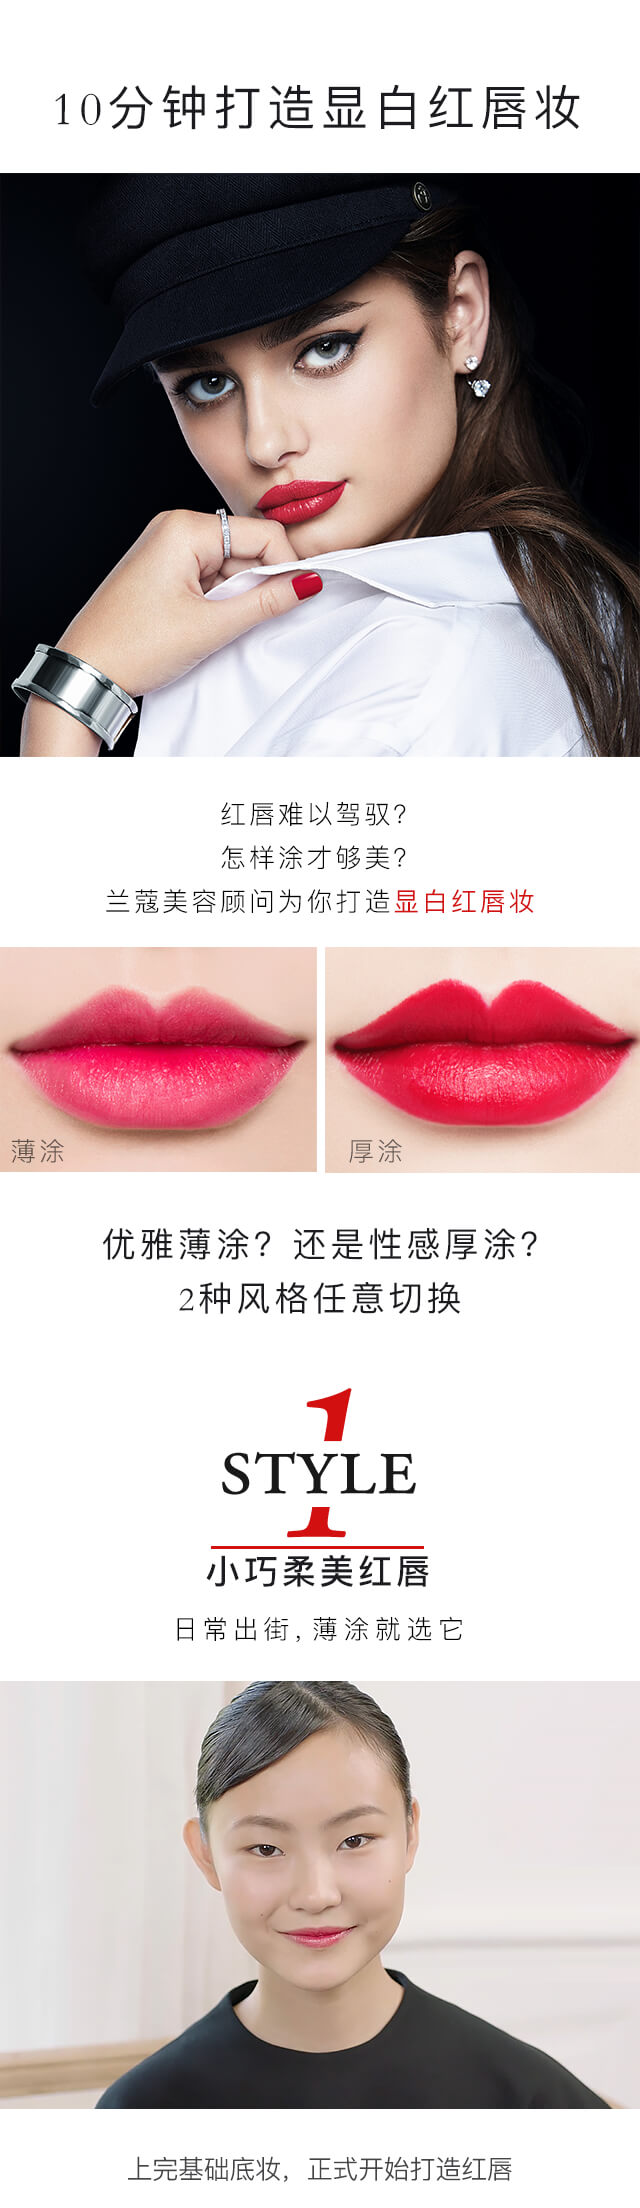 10分钟打造显白红唇妆
红唇难以驾驭?
怎样涂才够美?
兰蔻美容顾问为你打造显白红唇妆
薄涂
厚涂
优雅薄涂? 还是性感厚涂?
2种风格任意切换
1
STYLE
小巧柔美红唇
日常出街, 薄涂就选它
上完基础底妆, 正式开始打造红唇